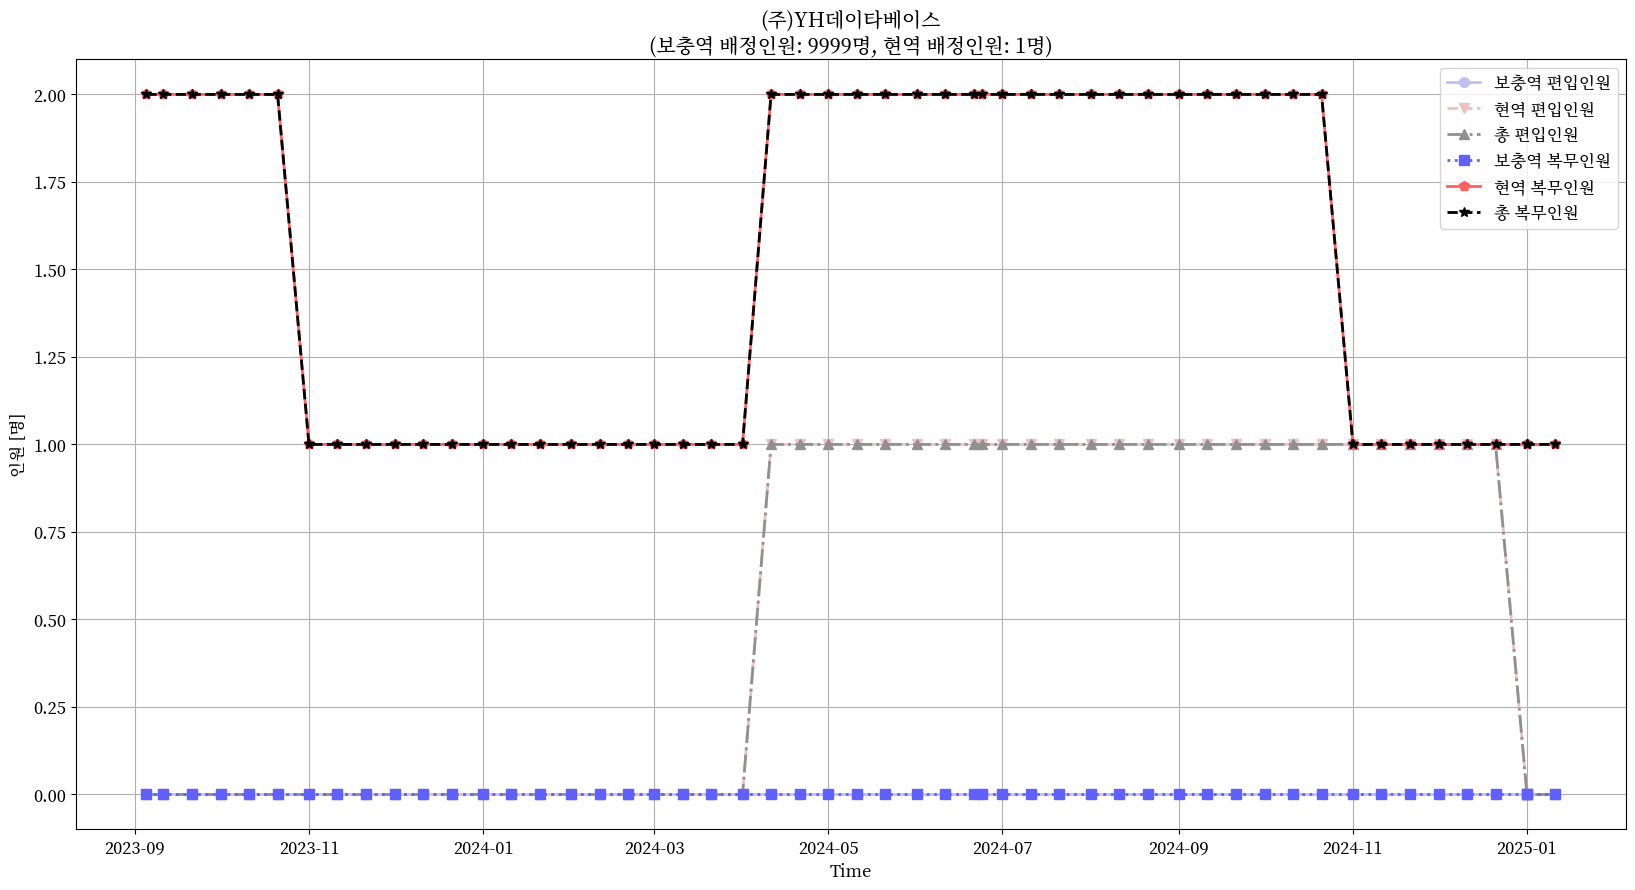 (주)YH데이타베이스
(보충역 배정인원: 9999명, 현역 배정인원: 1명)
보충역 편입인원
현역 편입인원
총 편입인원
보충역 복무인원
현역 복무인원
총 복무인원
인원 [명]
2.00
1.75
1.50
1.25
1.00
0.75
0.50
0.25
0.00
2023-09 2023-11 2024-01 2024-03 2024-05 2024-07 2024-09 2024-11 2025-01
Time